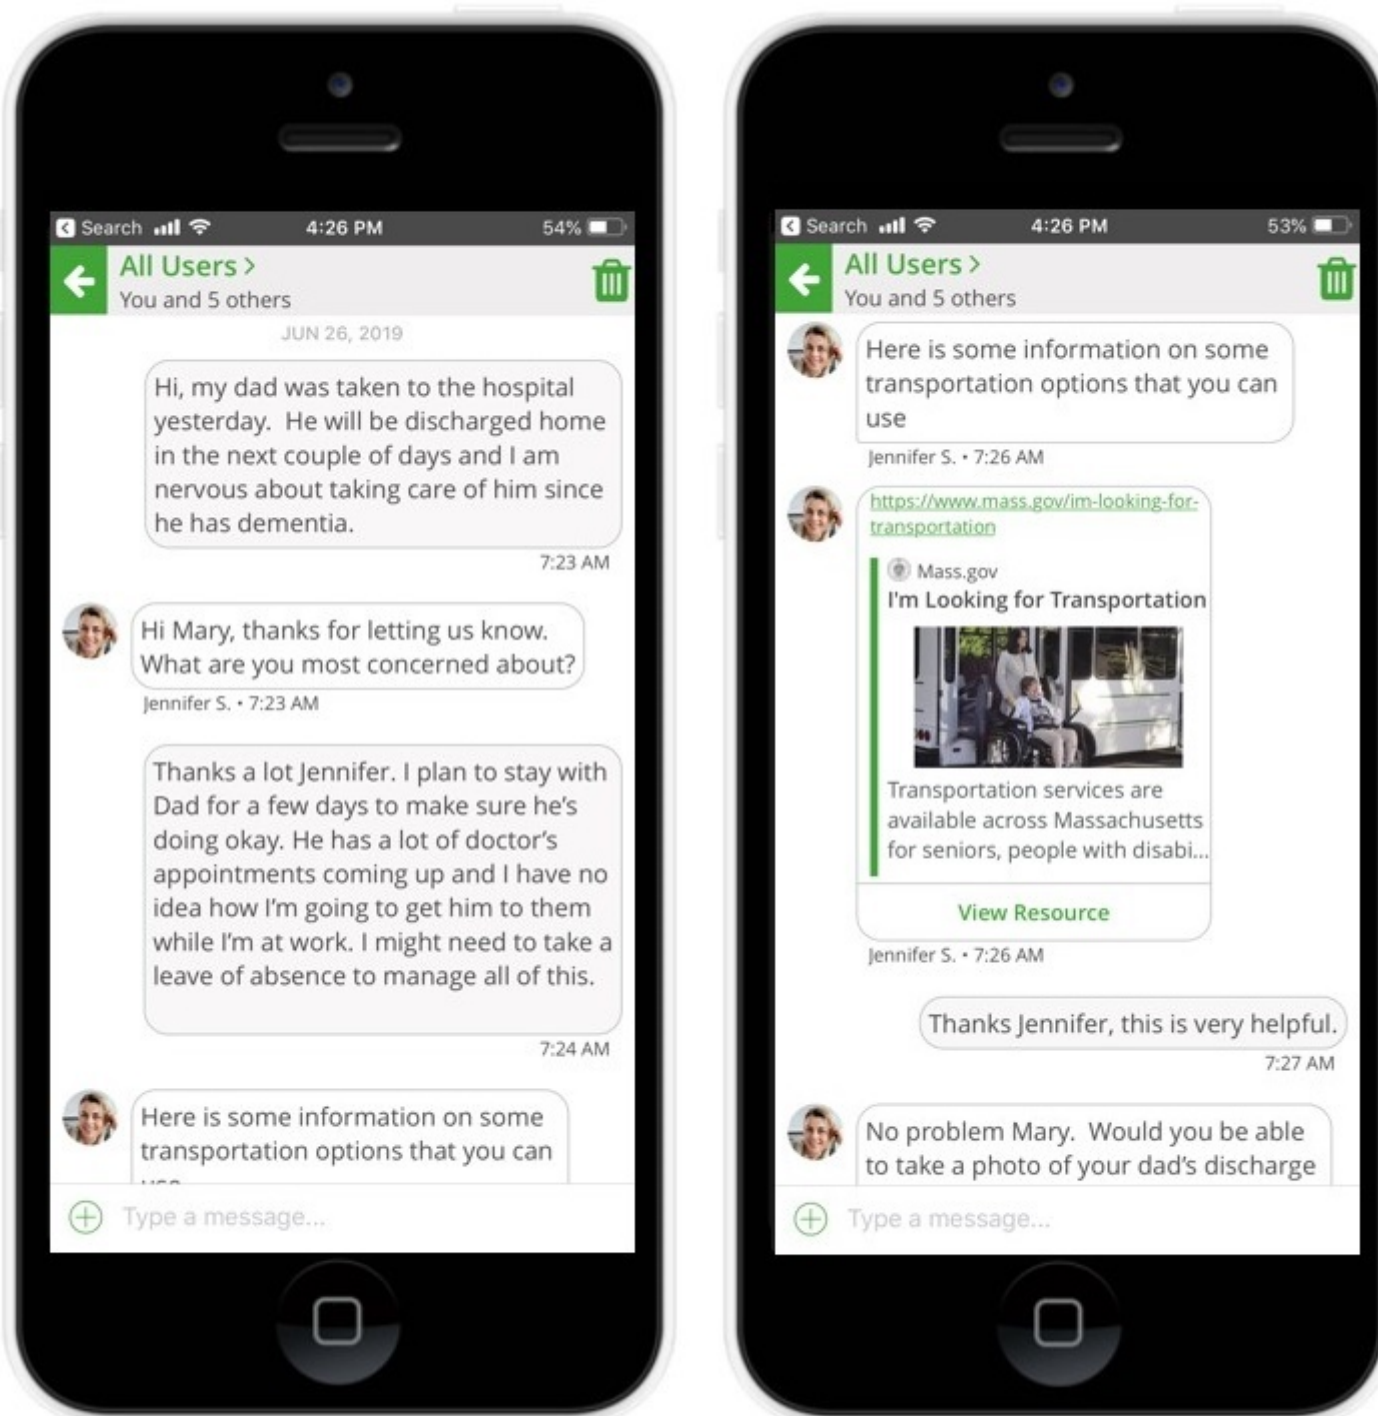 Search
4:26 PM
54%
All Users >
You and 5 others
JUN 26, 2019
Hi, my dad was taken to the hospital
yesterday.  He will be discharged home
in the next couple of days and I am
nervous about taking care of him since
he has dementia.
7:23 AM
Hi Mary, thanks for letting us know.
What are you most concerned about?
Jennifer S. • 7:23 AM
Thanks a lot Jennifer. I plan to stay with
Dad for a few days to make sure he's
doing okay. He has a lot of doctor's
appointments coming up and I have no
idea how I'm going to get him to them
while I'm at work. I might need to take a
leave of absence to manage all of this.
7:24 AM
Here is some information on some
transportation options that you can
Type a message...
Search
4:26 PM
53%
All Users >
You and 5 others
Here is some information on some
transportation options that you can
use
Jennifer S. • 7:26 AM
https://www.mass.gov/im-looking-for-
transportation
Mass.gov
I'm Looking for Transportation
Transportation services are
available across Massachusetts
for seniors, people with disabi...
View Resource
Jennifer S. • 7:26 AM
Thanks Jennifer, this is very helpful.
7:27 AM
No problem Mary.  Would you be able
to take a photo of your dad's discharge
Type a message...